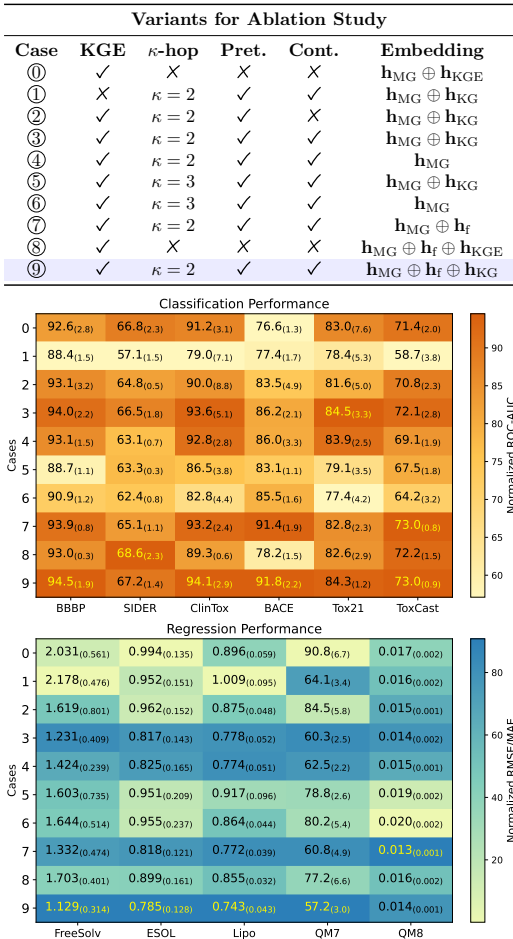 Variants for Ablation Study
Case KGE κ-hop Pret. Cont. Embedding
⓪ ✓ ✗ ✗ ✗ h_MG ⊕ h_KGE
① ✗ κ = 2 ✓ ✓ h_MG ⊕ h_KG
② ✓ κ = 2 ✓ ✗ h_MG ⊕ h_KG
③ ✓ κ = 2 ✓ ✓ h_MG ⊕ h_KG
④ ✓ κ = 2 ✓ ✓ h_MG
⑤ ✓ κ = 3 ✓ ✓ h_MG ⊕ h_KG
⑥ ✓ κ = 3 ✓ ✓ h_MG
⑦ ✓ κ = 2 ✓ ✓ h_MG ⊕ h_f
⑧ ✓ ✗ ✗ ✗ h_MG ⊕ h_f ⊕ h_KGE
⑨ ✓ κ = 2 ✓ ✓ h_MG ⊕ h_f ⊕ h_KG
Classification Performance
0 92.6(2.8) 66.8(2.3) 91.2(3.1) 76.6(1.3) 83.0(7.6) 71.4(2.0)
1 88.4(1.5) 57.1(1.5) 79.0(7.1) 77.4(1.7) 78.4(5.3) 58.7(3.8)
2 93.1(3.2) 64.8(0.5) 90.0(8.8) 83.5(4.9) 81.6(5.0) 70.8(2.3)
3 94.0(2.2) 66.5(1.8) 93.6(5.1) 86.2(2.1) 84.5(3.3) 72.1(2.8)
4 93.1(1.5) 63.1(0.7) 92.8(2.8) 86.0(3.3) 83.9(2.5) 69.1(1.9)
5 88.7(1.1) 63.3(0.3) 86.5(3.8) 83.1(1.1) 79.1(3.5) 67.5(1.8)
6 90.9(1.2) 62.4(0.8) 82.8(4.4) 85.5(1.6) 77.4(4.2) 64.2(3.2)
7 93.9(0.8) 65.1(1.1) 93.2(2.4) 91.4(1.9) 82.8(2.3) 73.0(0.8)
8 93.0(0.3) 68.6(2.3) 89.3(0.6) 78.2(1.5) 82.6(2.9) 72.2(1.5)
9 94.5(1.9) 67.2(1.4) 94.1(2.9) 91.8(2.2) 84.3(1.2) 73.0(0.9)
Cases
BBBP SIDER ClinTox BACE Tox21 ToxCast
90
85
80
75
70
65
60
Normalized ROC-AUC
Regression Performance
0 2.031(0.561) 0.994(0.135) 0.896(0.059) 90.8(6.7) 0.017(0.002)
1 2.178(0.476) 0.952(0.151) 1.009(0.095) 64.1(3.4) 0.016(0.002)
2 1.619(0.801) 0.962(0.152) 0.875(0.048) 84.5(5.8) 0.015(0.001)
3 1.231(0.409) 0.817(0.143) 0.778(0.052) 60.3(2.5) 0.014(0.002)
4 1.424(0.239) 0.825(0.165) 0.774(0.051) 62.5(2.2) 0.015(0.001)
5 1.603(0.735) 0.951(0.209) 0.917(0.096) 78.8(2.6) 0.019(0.002)
6 1.644(0.514) 0.955(0.237) 0.864(0.044) 80.2(5.4) 0.020(0.002)
7 1.332(0.474) 0.818(0.121) 0.772(0.039) 60.8(4.9) 0.013(0.001)
8 1.703(0.401) 0.899(0.161) 0.855(0.032) 77.2(6.6) 0.016(0.002)
9 1.129(0.314) 0.785(0.128) 0.743(0.043) 57.2(3.0) 0.014(0.001)
Cases
FreeSolv ESOL Lipo QM7 QM8
80
60
40
20
Normalized RMSE/MAE